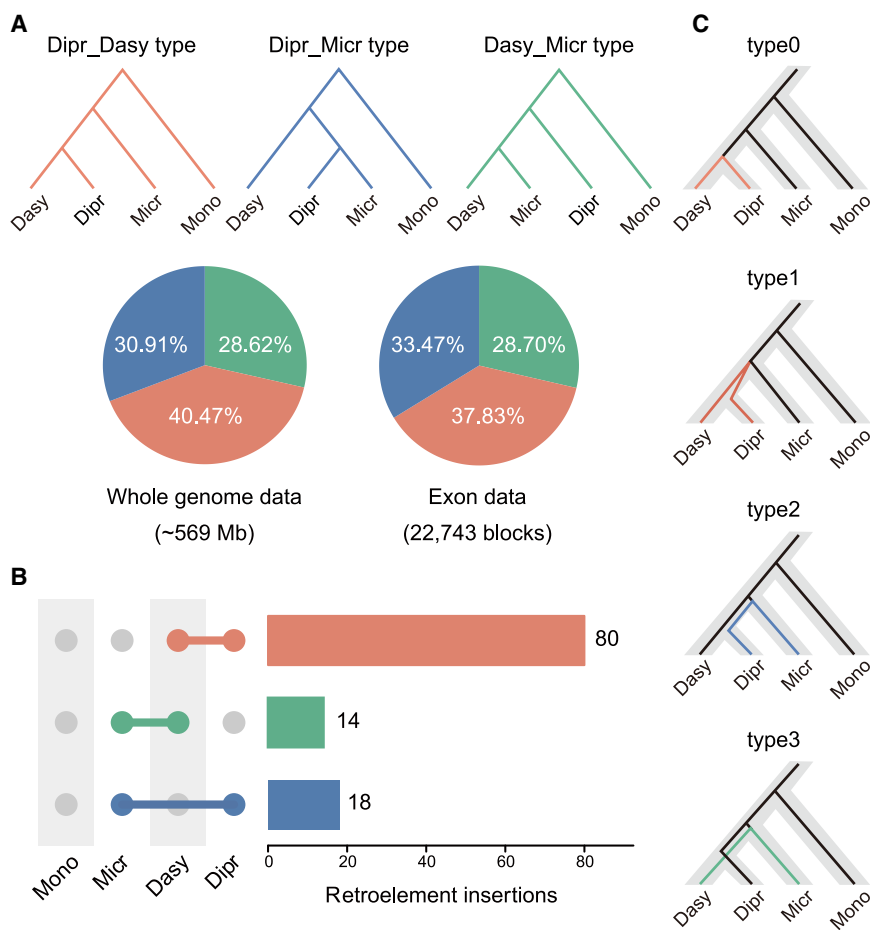 A
Dipr_Dasy type
Dipr_Micr type
Dasy_Micr type
Dasy
Dipr
Micr
Mono
Dasy
Dipr
Micr
Mono
Dasy
Micr
Dipr
Mono
30.91%
28.62%
40.47%
33.47%
28.70%
37.83%
Whole genome data
(~569 Mb)
Exon data
(22,743 blocks)
B
80
14
18
0
20
40
60
80
Mono
Micr
Dasy
Dipr
Retroelement insertions
C
type0
Dasy
Dipr
Micr
Mono
type1
Dasy
Dipr
Micr
Mono
type2
Dasy
Dipr
Micr
Mono
type3
Dasy
Dipr
Micr
Mono